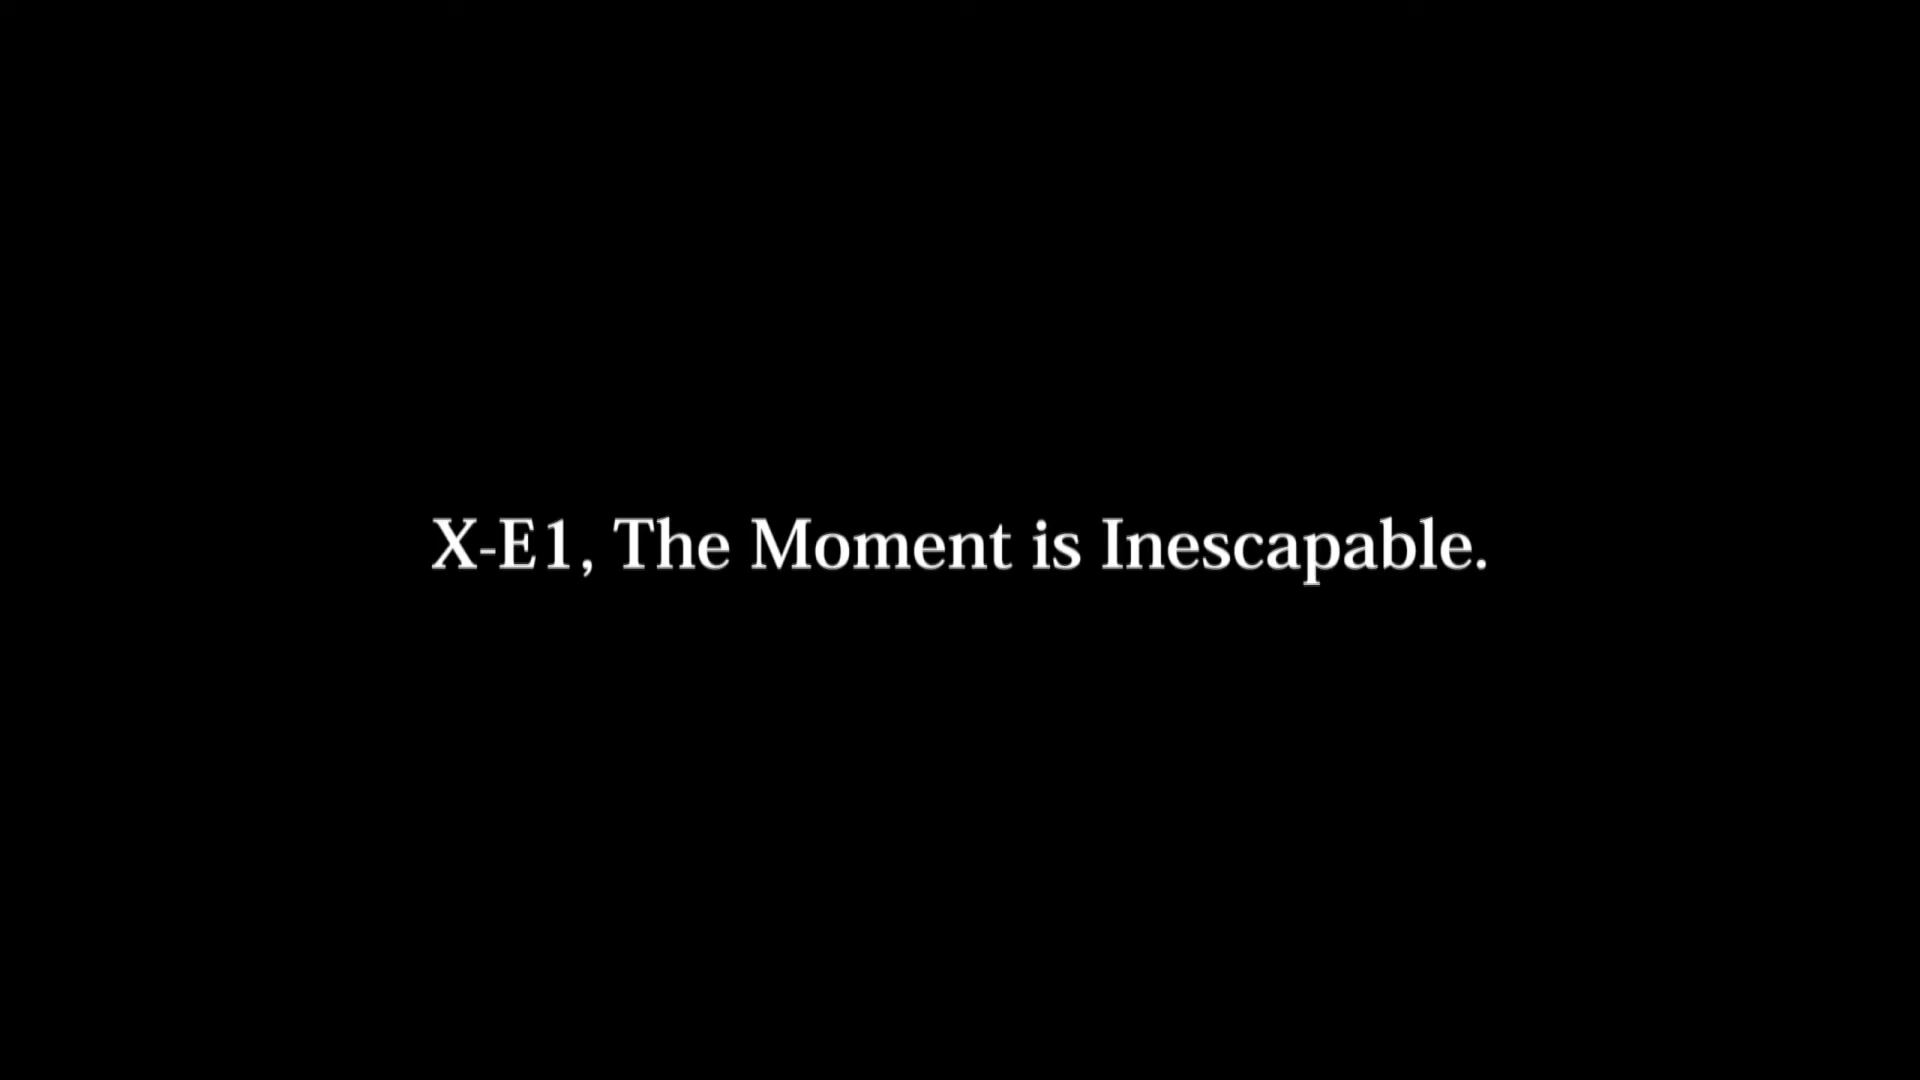 X-E1, The Moment is Inescapable.